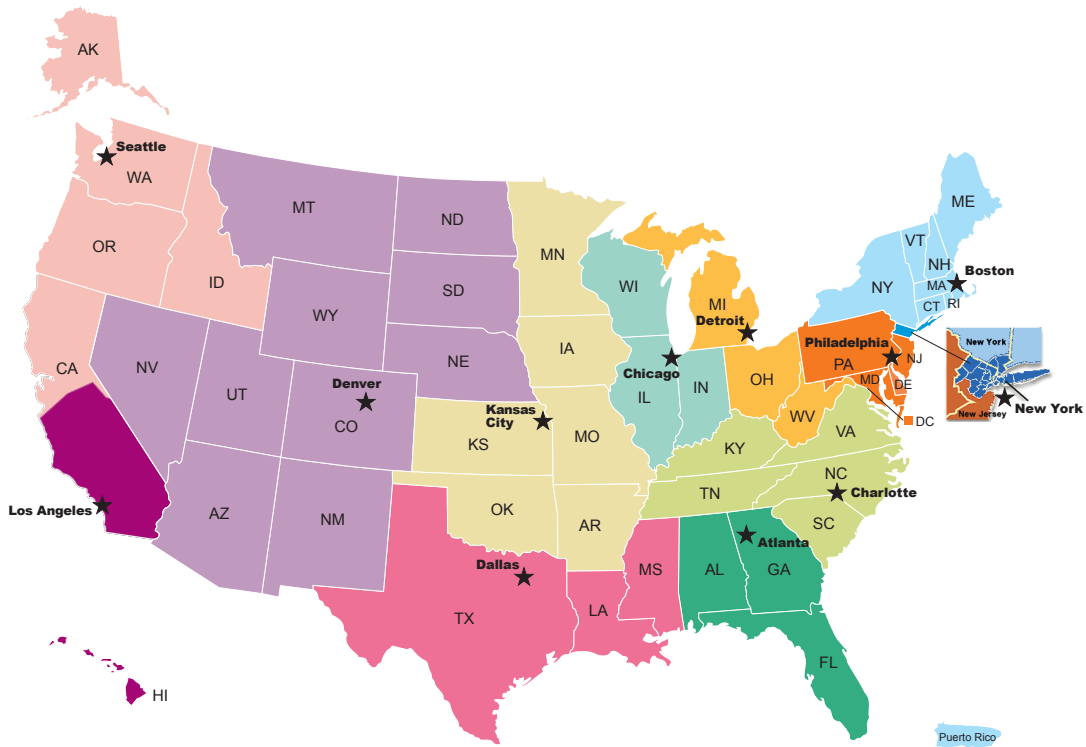 AK
Seattle
WA
MT
ND
MN
ME
VT
NH
OR
ID
SD
WI
MI
NY
MA
Boston
CT
RI
WY
Detroit
Philadelphia
New York
NV
NE
IA
Chicago
PA
NJ
CA
UT
Denver
CO
Kansas
City
IL
IN
OH
MD
DE
New York
New Jersey
WV
DC
KS
MO
KY
VA
Los Angeles
AZ
NM
OK
AR
TN
NC
Charlotte
SC
Dallas
TX
LA
MS
AL
Atlanta
GA
FL
HI
Puerto Rico